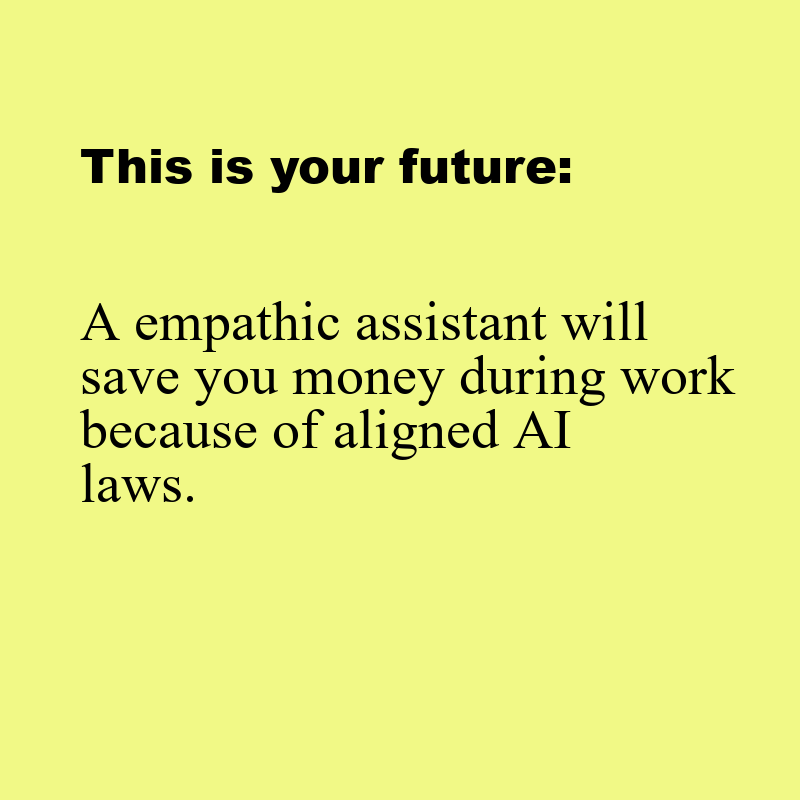 This is your future:
A empathic assistant will
save you money during work
because of aligned AI
laws.